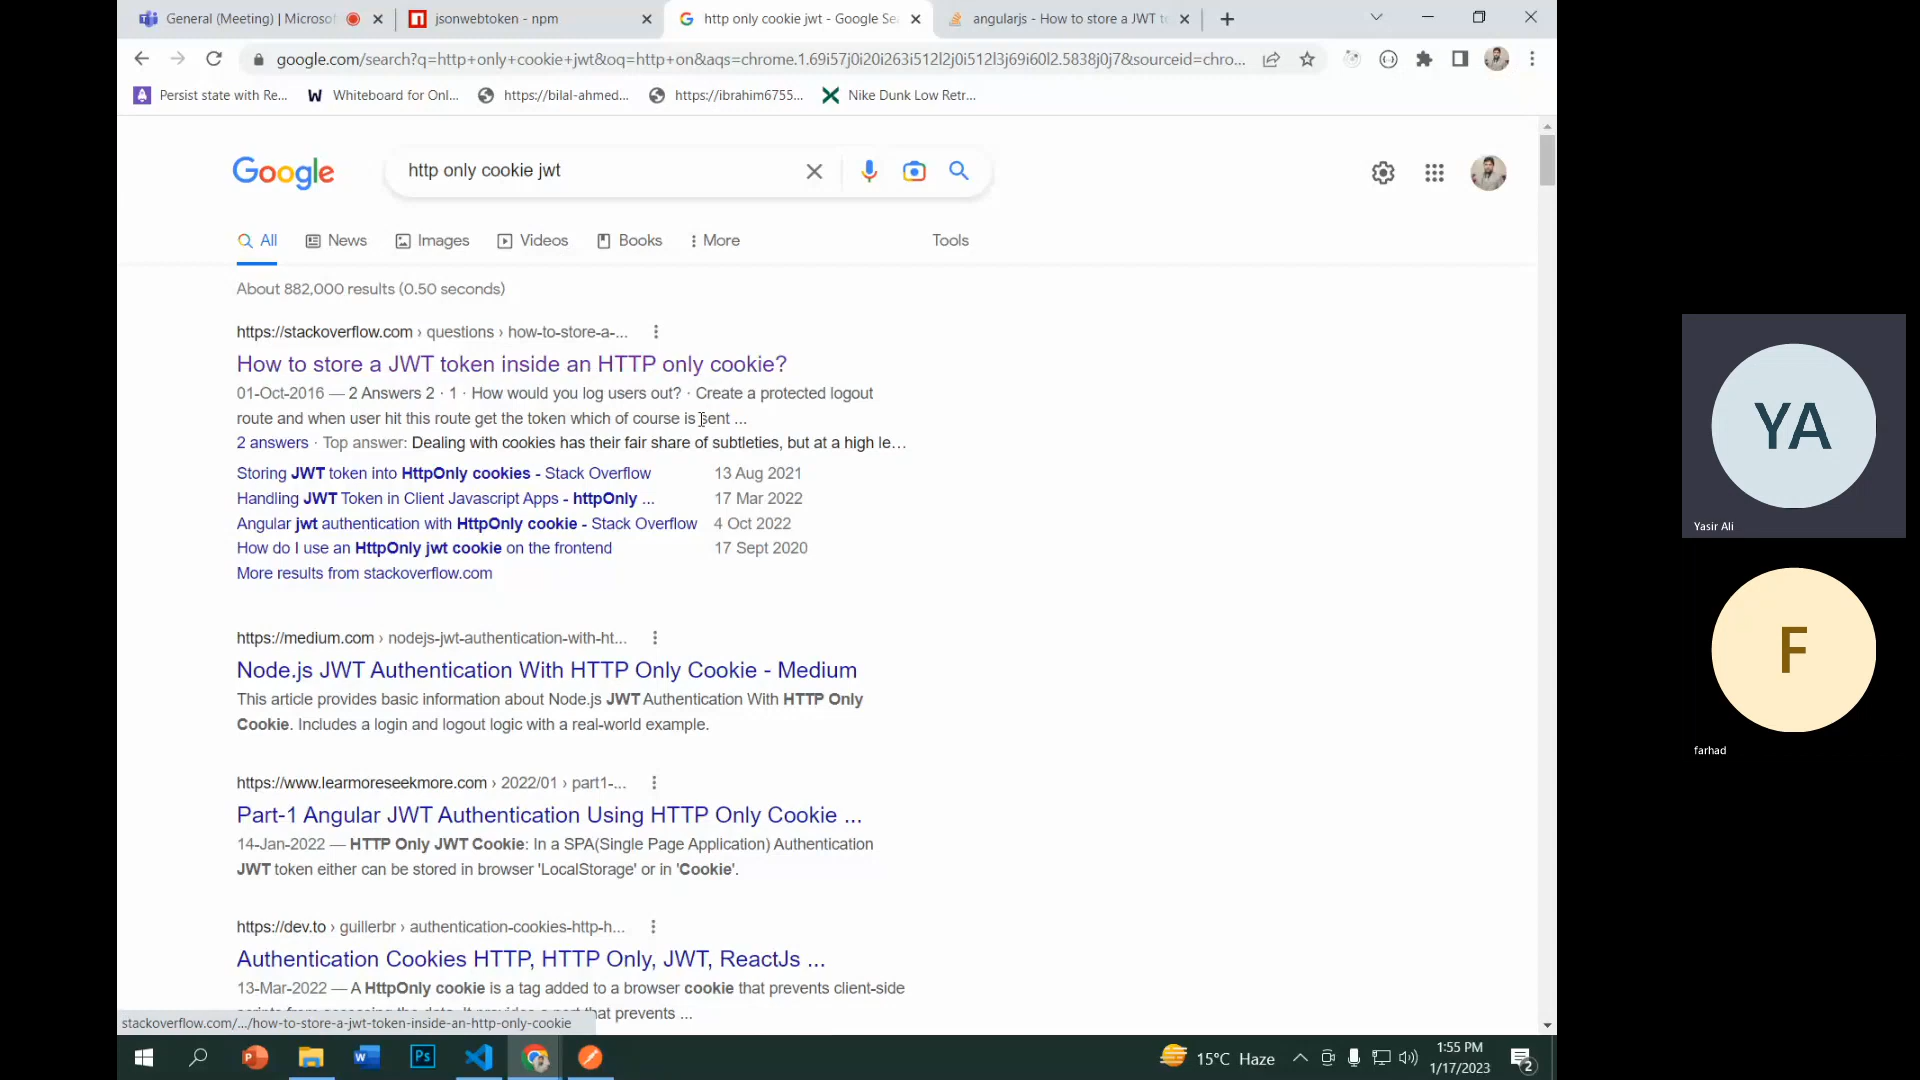 General (Meeting) | Microsof
jsonwebtoken - npm
http only cookie jwt - Google Sea
angularjs - How to store a JWT to
google.com/search?q=http+only+cookie+jwt&oq=http+on&aqs=chrome.1.69i57j0i20i263i512l2j0i512l3j69i60l2.5838j0j7&sourceid=chro...
Persist state with Re...
Whiteboard for Onl...
https://bilal-ahmed...
https://ibrahim6755...
Nike Dunk Low Retr...
Google
http only cookie jwt
All
News
Images
Videos
Books
More
Tools
About 882,000 results (0.50 seconds)
https://stackoverflow.com › questions › how-to-store-a-...
How to store a JWT token inside an HTTP only cookie?
01-Oct-2016 — 2 Answers 2 · 1 · How would you log users out? · Create a protected logout
route and when user hit this route get the token which of course is sent ...
2 answers · Top answer: Dealing with cookies has their fair share of subtleties, but at a high le...
Storing JWT token into HttpOnly cookies - Stack Overflow 13 Aug 2021
Handling JWT Token in Client Javascript Apps - httpOnly ... 17 Mar 2022
Angular jwt authentication with HttpOnly cookie - Stack Overflow 4 Oct 2022
How do I use an HttpOnly jwt cookie on the frontend 17 Sept 2020
More results from stackoverflow.com
https://medium.com › nodejs-jwt-authentication-with-ht...
Node.js JWT Authentication With HTTP Only Cookie - Medium
This article provides basic information about Node.js JWT Authentication With HTTP Only
Cookie. Includes a login and logout logic with a real-world example.
https://www.learmoreseekmore.com › 2022/01 › part1-...
Part-1 Angular JWT Authentication Using HTTP Only Cookie ...
14-Jan-2022 — HTTP Only JWT Cookie: In a SPA(Single Page Application) Authentication
JWT token either can be stored in browser 'LocalStorage' or in 'Cookie'.
https://dev.to › guillerbr › authentication-cookies-http-h...
Authentication Cookies HTTP, HTTP Only, JWT, ReactJs ...
13-Mar-2022 — A HttpOnly cookie is a tag added to a browser cookie that prevents client-side
that prevents ...
stackoverflow.com/.../how-to-store-a-jwt-token-inside-an-http-only-cookie
YA
Yasir Ali
F
farhad
15°C Haze
1:55 PM
1/17/2023
2